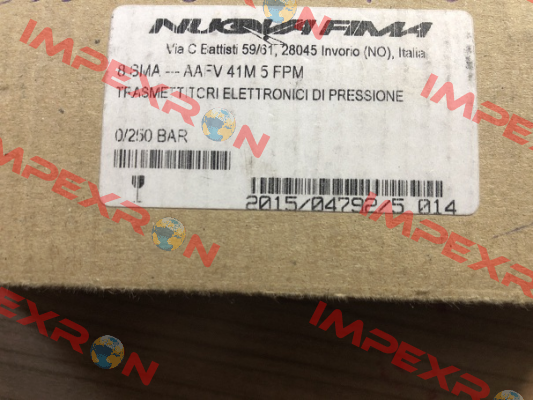 NUOVA FIMA
Via C Battisti 59/61, 28045 Invorio (NO), Italia
8 SMA --- AAFV 41M 5 FPM
TRASMETTITORI ELETTRONICI DI PRESSIONE
0/250 BAR
2015/04792/5 014
IMPEXRON
IMPEXRON
IMPEXRON
IMPEXRON
IMPEXRON